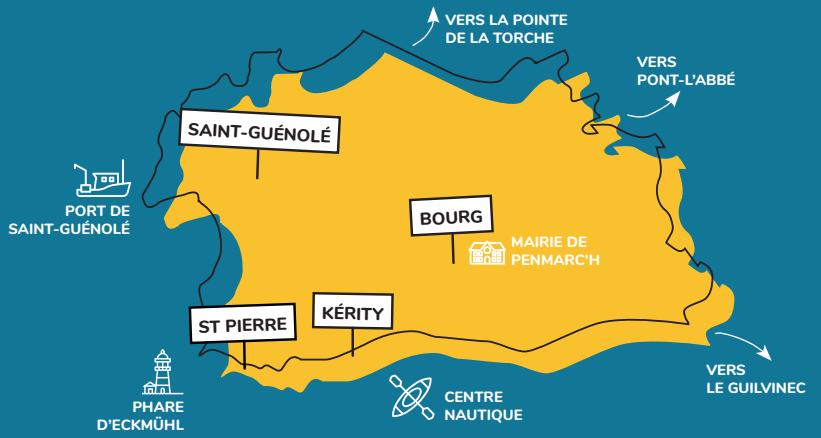 VERS LA POINTE
DE LA TORCHE
VERS
PONT-L'ABBÉ
SAINT-GUÉNOLÉ
PORT DE
SAINT-GUÉNOLÉ
BOURG
MAIRIE DE
PENMARC'H
ST PIERRE
KÉRITY
PHARE
D'ECKMÜHL
CENTRE
NAUTIQUE
VERS
LE GUILVINEC